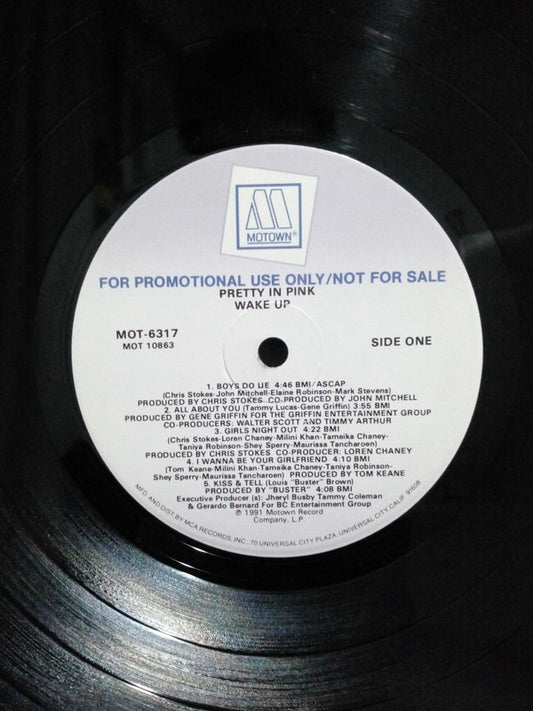 MOTOWN®
FOR PROMOTIONAL USE ONLY/NOT FOR SALE
PRETTY IN PINK
WAKE UP
MOT-6317
MOT 10863
SIDE ONE
1. BOYS DO LIE 4:46 BMI/ASCAP
(Chris Stokes-John Mitchell-Elaine Robinson-Mark Stevens)
PRODUCED BY CHRIS STOKES CO-PRODUCED BY JOHN MITCHELL
2. ALL ABOUT YOU (Tammy Lucas-Gene Griffin) 3:55 BMI
PRODUCED BY GENE GRIFFIN FOR THE GRIFFIN ENTERTAINMENT GROUP
CO-PRODUCERS: WALTER SCOTT AND TIMMY ARTHUR
3. GIRLS NIGHT OUT 4:22 BMI
(Chris Stokes-Loren Chaney-Milini Khan-Tameika Chaney-
Taniya Robinson-Shey Sperry-Maurissa Tancharoen)
PRODUCED BY CHRIS STOKES CO-PRODUCER: LOREN CHANEY
4. I WANNA BE YOUR GIRLFRIEND 4:10 BMI
(Tom Keane-Milini Khan-Tameika Chaney-Taniya Robinson-
Shey Sperry-Maurissa Tancharoen) PRODUCED BY TOM KEANE
5. KISS & TELL (Louis "Buster" Brown)
PRODUCED BY "BUSTER" 4:08 BMI
Executive Producer (s): Jheryl Busby Tammy Coleman
& Gerardo Bernard For BC Entertainment Group
℗ 1991 Motown Record
Company, L.P.
MFD. AND DIST. BY MCA RECORDS, INC., 70 UNIVERSAL CITY PLAZA, UNIVERSAL CITY, CALIF. 91608